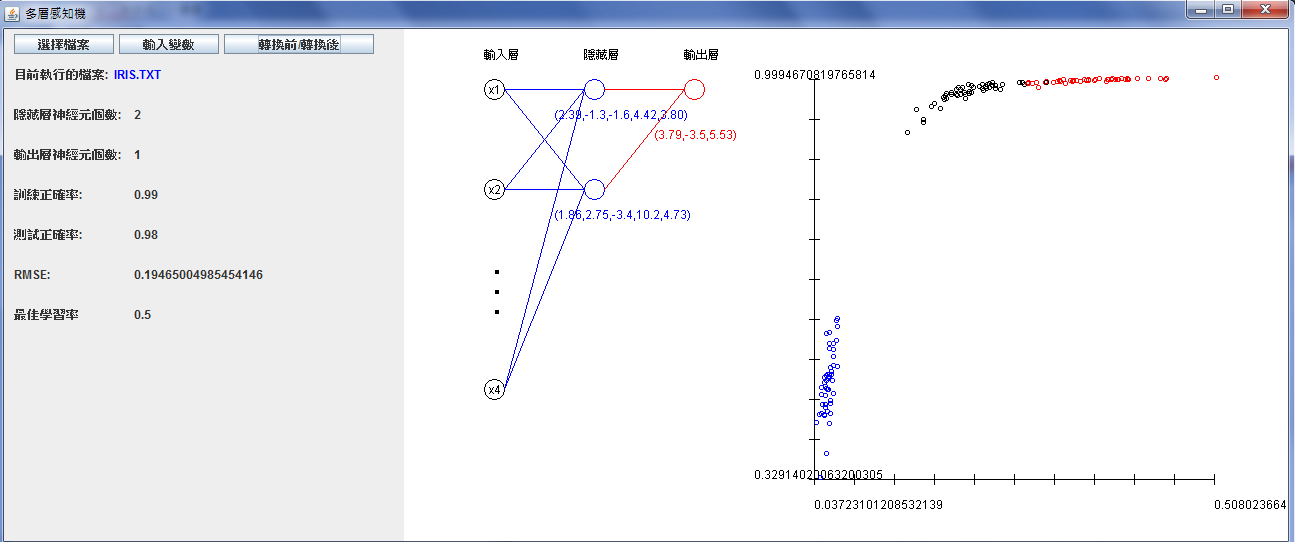 多層感知機
選擇檔案 輸入變數 轉換前/轉換後
目前執行的檔案: IRIS.TXT
隱藏層神經元個數: 2
輸出層神經元個數: 1
訓練正確率: 0.99
測試正確率: 0.98
RMSE: 0.19465004985454146
最佳學習率 0.5
輸入層 隱藏層 輸出層
x1
(2.39,-1.3,-1.6,4.42,3.80)
(3.79,-3.5,5.53)
x2
(1.86,2.75,-3.4,10.2,4.73)
x4
0.9994670819765814
0.32914020063200305
0.03723101208532139
0.508023664